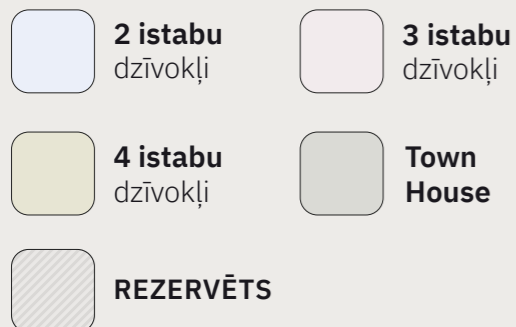 2 istabu
dzīvokļi
3 istabu
dzīvokļi
4 istabu
dzīvokļi
Town
House
REZERVĒTS